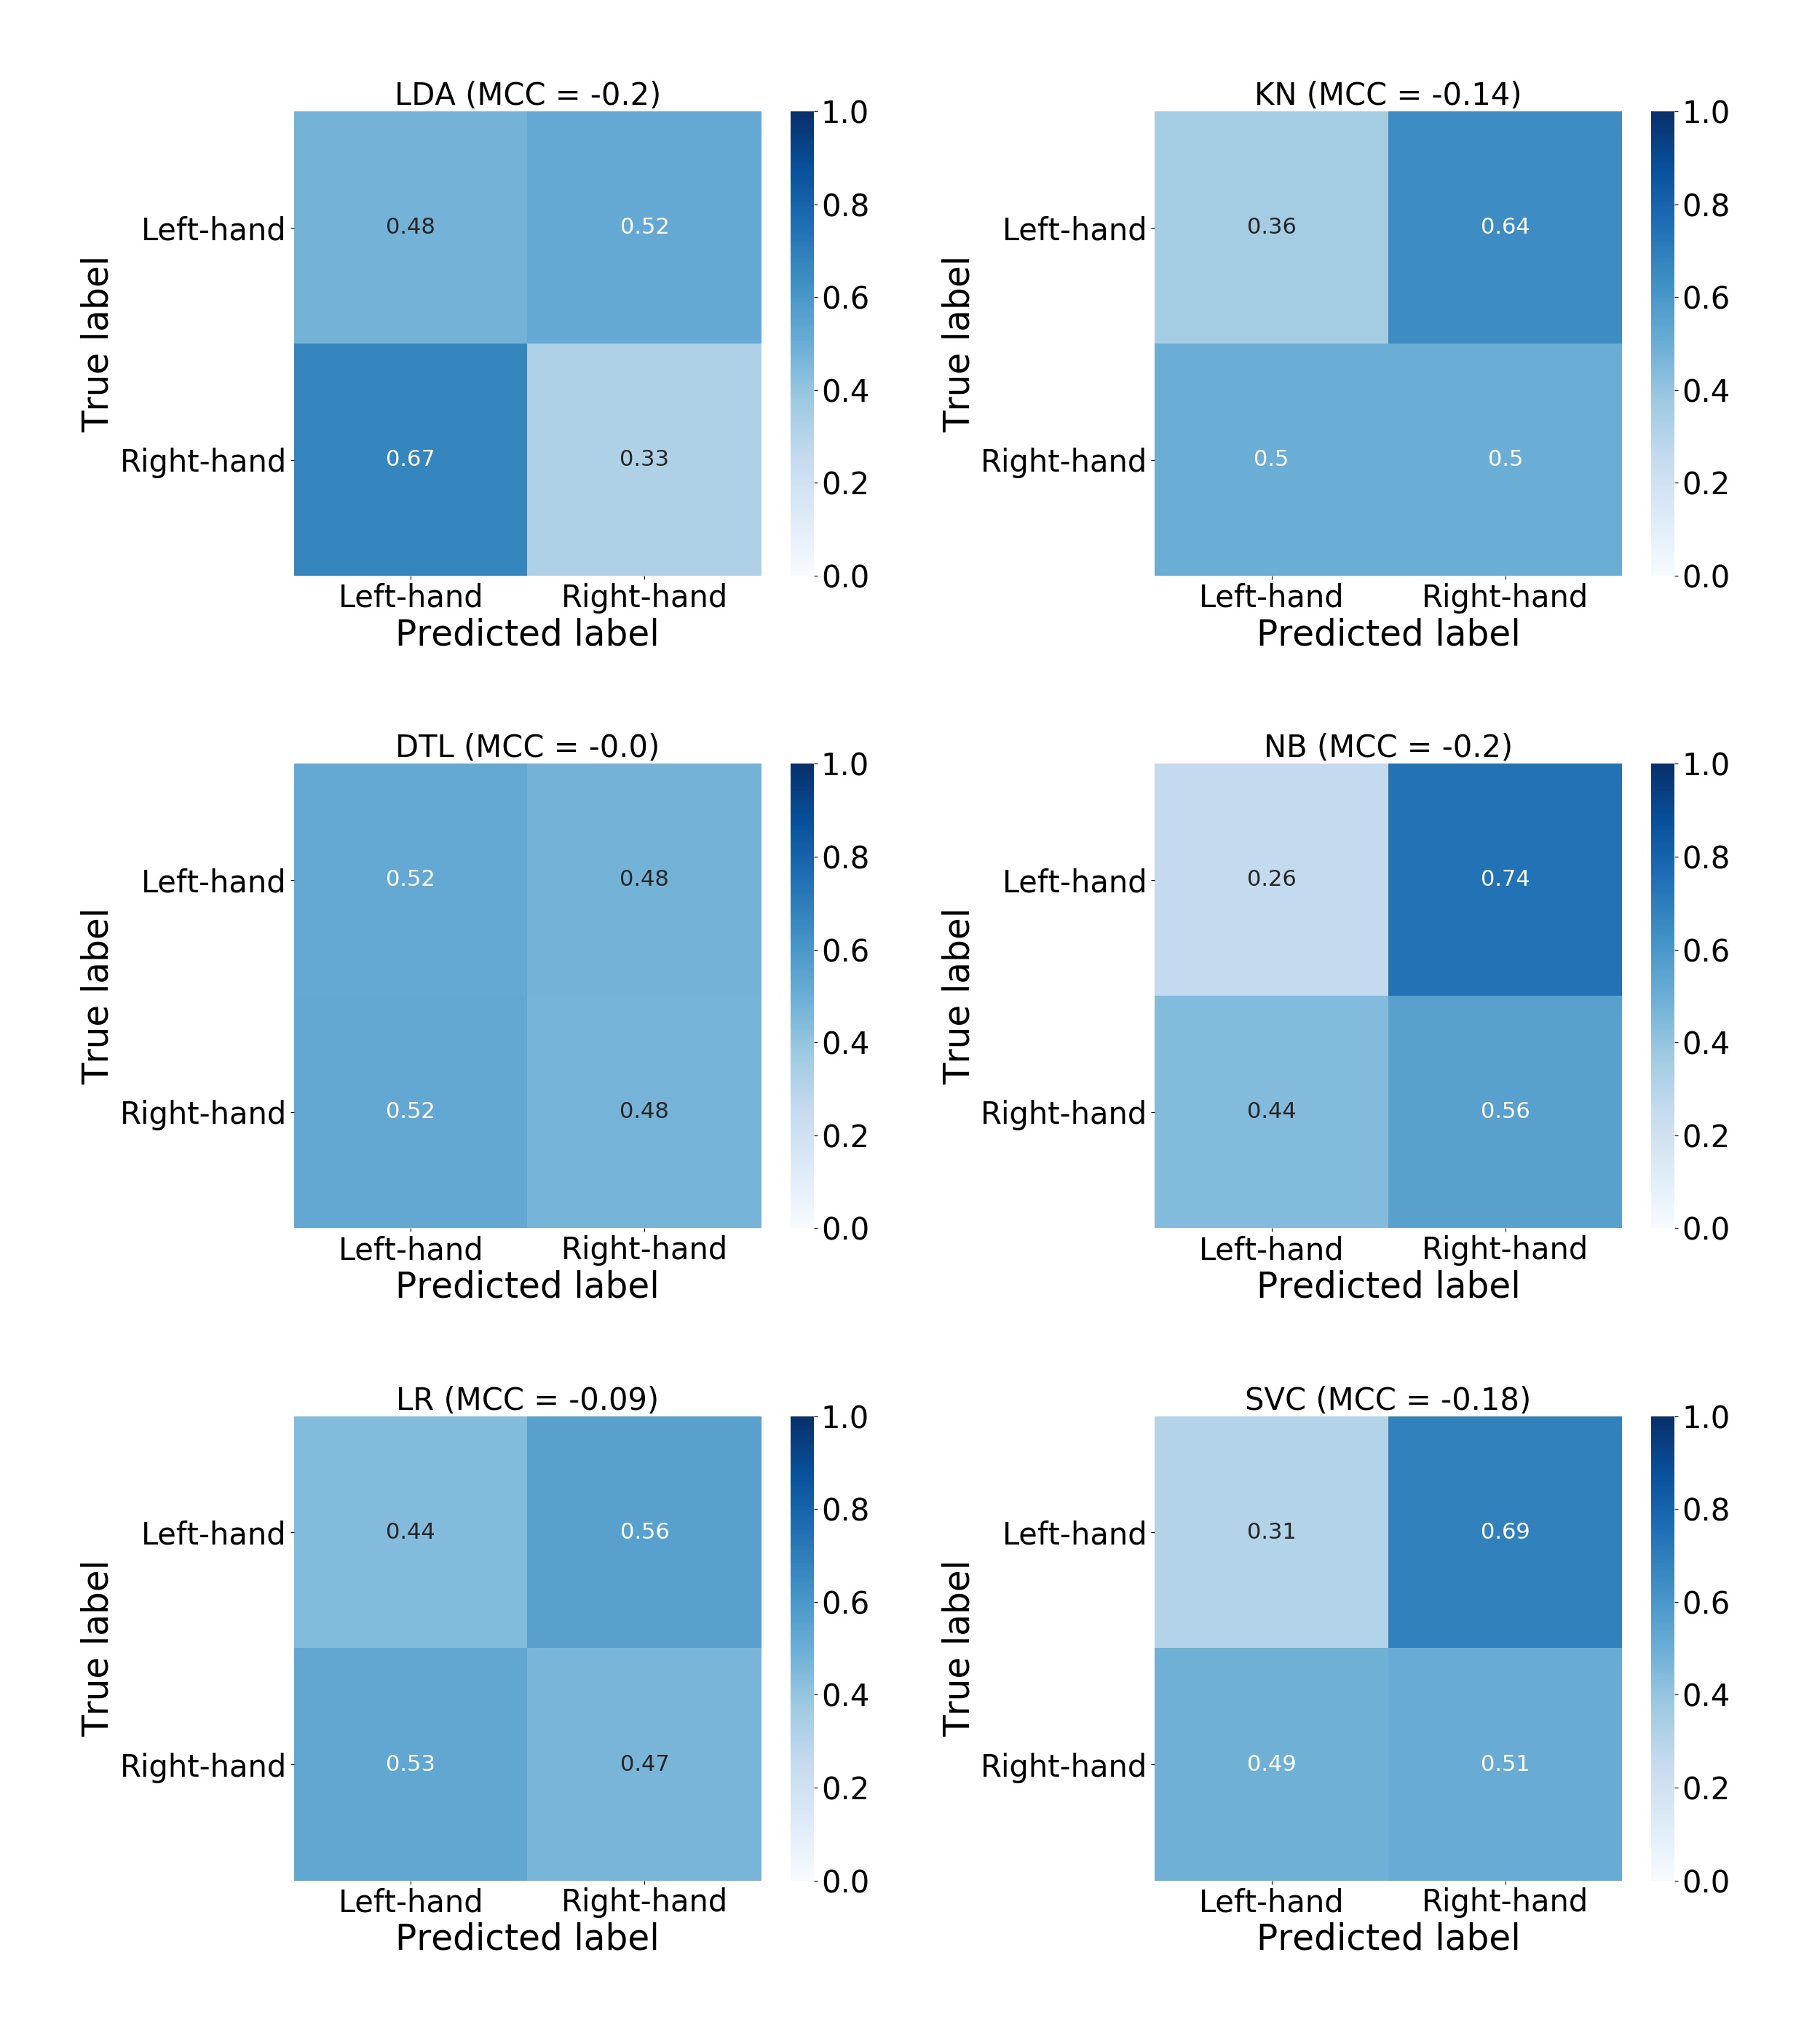 LDA (MCC = -0.2)
1.0
0.8
0.6
0.4
0.2
0.0
True label
Left-hand
0.48 0.52
Right-hand
0.67 0.33
Left-hand Right-hand
Predicted label
KN (MCC = -0.14)
1.0
0.8
0.6
0.4
0.2
0.0
True label
Left-hand
0.36 0.64
Right-hand
0.5 0.5
Left-hand Right-hand
Predicted label
DTL (MCC = -0.0)
1.0
0.8
0.6
0.4
0.2
0.0
True label
Left-hand
0.52 0.48
Right-hand
0.52 0.48
Left-hand Right-hand
Predicted label
NB (MCC = -0.2)
1.0
0.8
0.6
0.4
0.2
0.0
True label
Left-hand
0.26 0.74
Right-hand
0.44 0.56
Left-hand Right-hand
Predicted label
LR (MCC = -0.09)
1.0
0.8
0.6
0.4
0.2
0.0
True label
Left-hand
0.44 0.56
Right-hand
0.53 0.47
Left-hand Right-hand
Predicted label
SVC (MCC = -0.18)
1.0
0.8
0.6
0.4
0.2
0.0
True label
Left-hand
0.31 0.69
Right-hand
0.49 0.51
Left-hand Right-hand
Predicted label